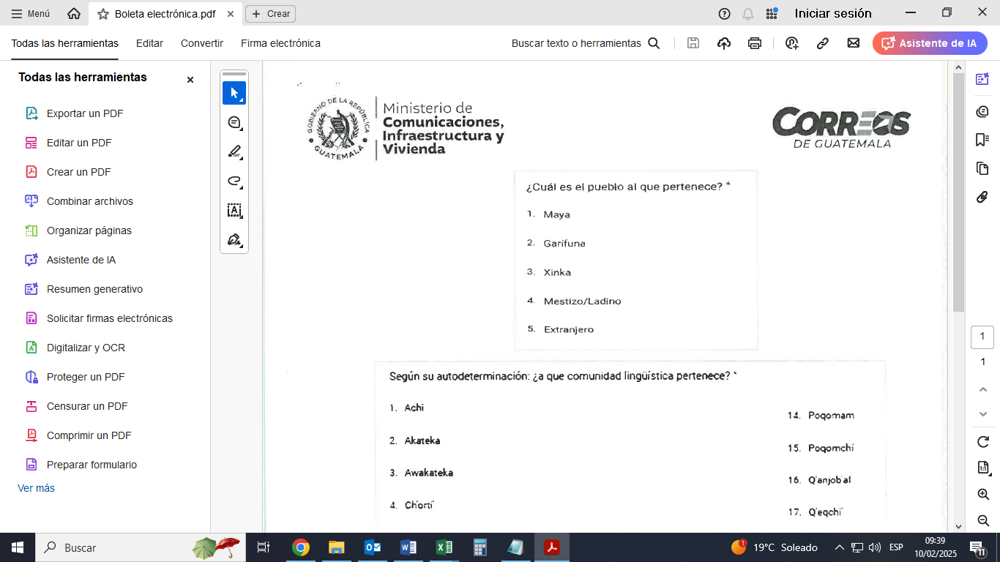 Menú
Boleta electrónica.pdf
Crear
Iniciar sesión
Todas las herramientas
Editar
Convertir
Firma electrónica
Buscar texto o herramientas
Asistente de IA
Todas las herramientas
Exportar un PDF
Editar un PDF
Crear un PDF
Combinar archivos
Organizar páginas
Asistente de IA
Resumen generativo
Solicitar firmas electrónicas
Digitalizar y OCR
Proteger un PDF
Censurar un PDF
Comprimir un PDF
Preparar formulario
Ver más
GOBIERNO DE LA REPÚBLICA
GUATEMALA
Ministerio de
Comunicaciones,
Infraestructura y
Vivienda
CORREOS
DE GUATEMALA
¿Cuál es el pueblo al que pertenece? *
1. Maya
2. Garífuna
3. Xinka
4. Mestizo/Ladino
5. Extranjero
Según su autodeterminación: ¿a que comunidad lingüística pertenece? *
1. Achi
2. Akateka
3. Awakateka
4. Ch'orti'
14. Poqomam
15. Poqomchí
16. Q'anjob'al
17. Q'eqchi'
1
1
1:1
Buscar
1
19°C Soleado
ESP
09:39
10/02/2025
11